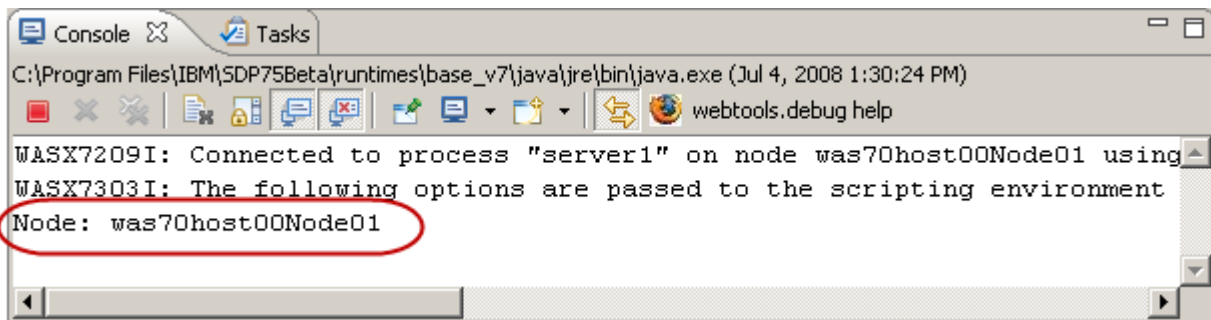 Console Tasks
C:\Program Files\IBM\SDP75Beta\runtimes\base_v7\java\jre\bin\java.exe (Jul 4, 2008 1:30:24 PM)
webtools.debug help
WASX7209I: Connected to process "server1" on node was70host00Node01 using
WASX7303I: The following options are passed to the scripting environment
Node: was70host00Node01